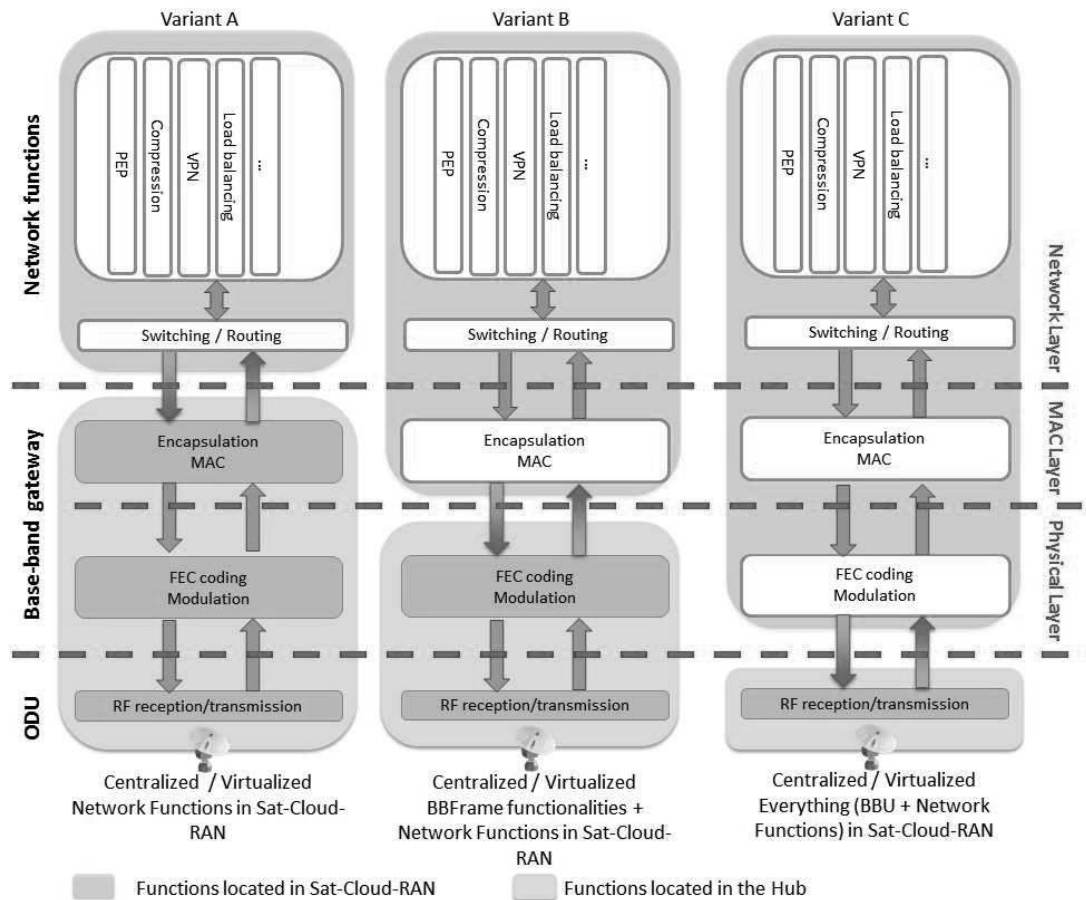 Variant A
Variant B
Variant C
Network functions
PEP
Compression
VPN
Load balancing
...
Switching / Routing
PEP
Compression
VPN
Load balancing
...
Switching / Routing
PEP
Compression
VPN
Load balancing
...
Switching / Routing
Network Layer
Base-band gateway
Encapsulation
MAC
Encapsulation
MAC
Encapsulation
MAC
MAC Layer
FEC coding
Modulation
FEC coding
Modulation
FEC coding
Modulation
Physical Layer
ODU
RF reception/transmission
RF reception/transmission
RF reception/transmission
Centralized / Virtualized
Network Functions in Sat-Cloud-
RAN
Centralized / Virtualized
BBFrame functionalities +
Network Functions in Sat-Cloud-
RAN
Centralized / Virtualized
Everything (BBU + Network
Functions) in Sat-Cloud-RAN
Functions located in Sat-Cloud-RAN
Functions located in the Hub